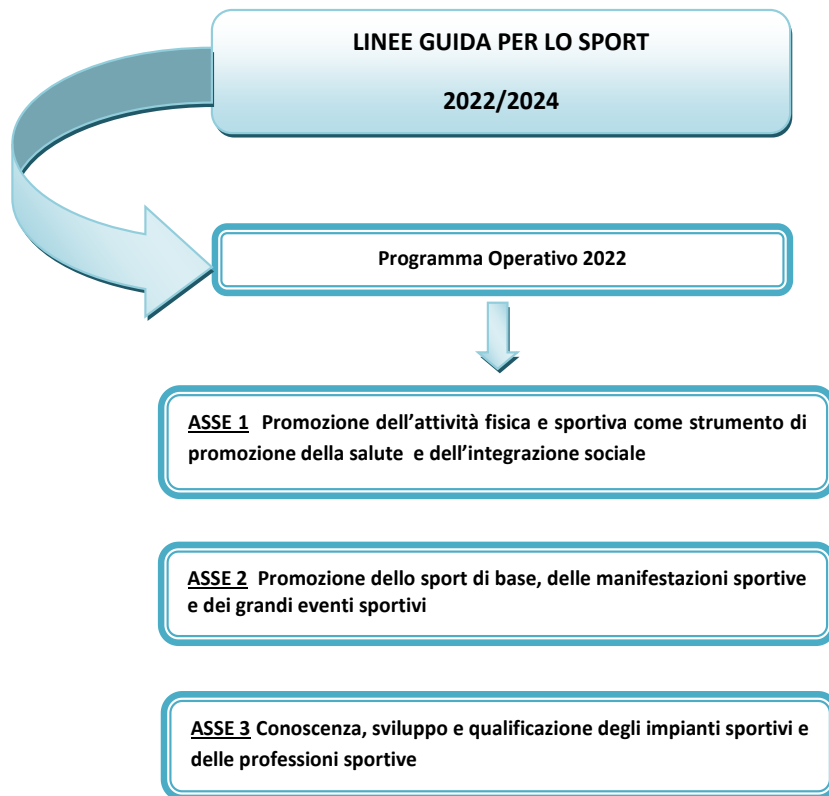 LINEE GUIDA PER LO SPORT
2022/2024
Programma Operativo 2022
ASSE 1 Promozione dell’attività fisica e sportiva come strumento di
promozione della salute e dell’integrazione sociale
ASSE 2 Promozione dello sport di base, delle manifestazioni sportive
e dei grandi eventi sportivi
ASSE 3 Conoscenza, sviluppo e qualificazione degli impianti sportivi e
delle professioni sportive